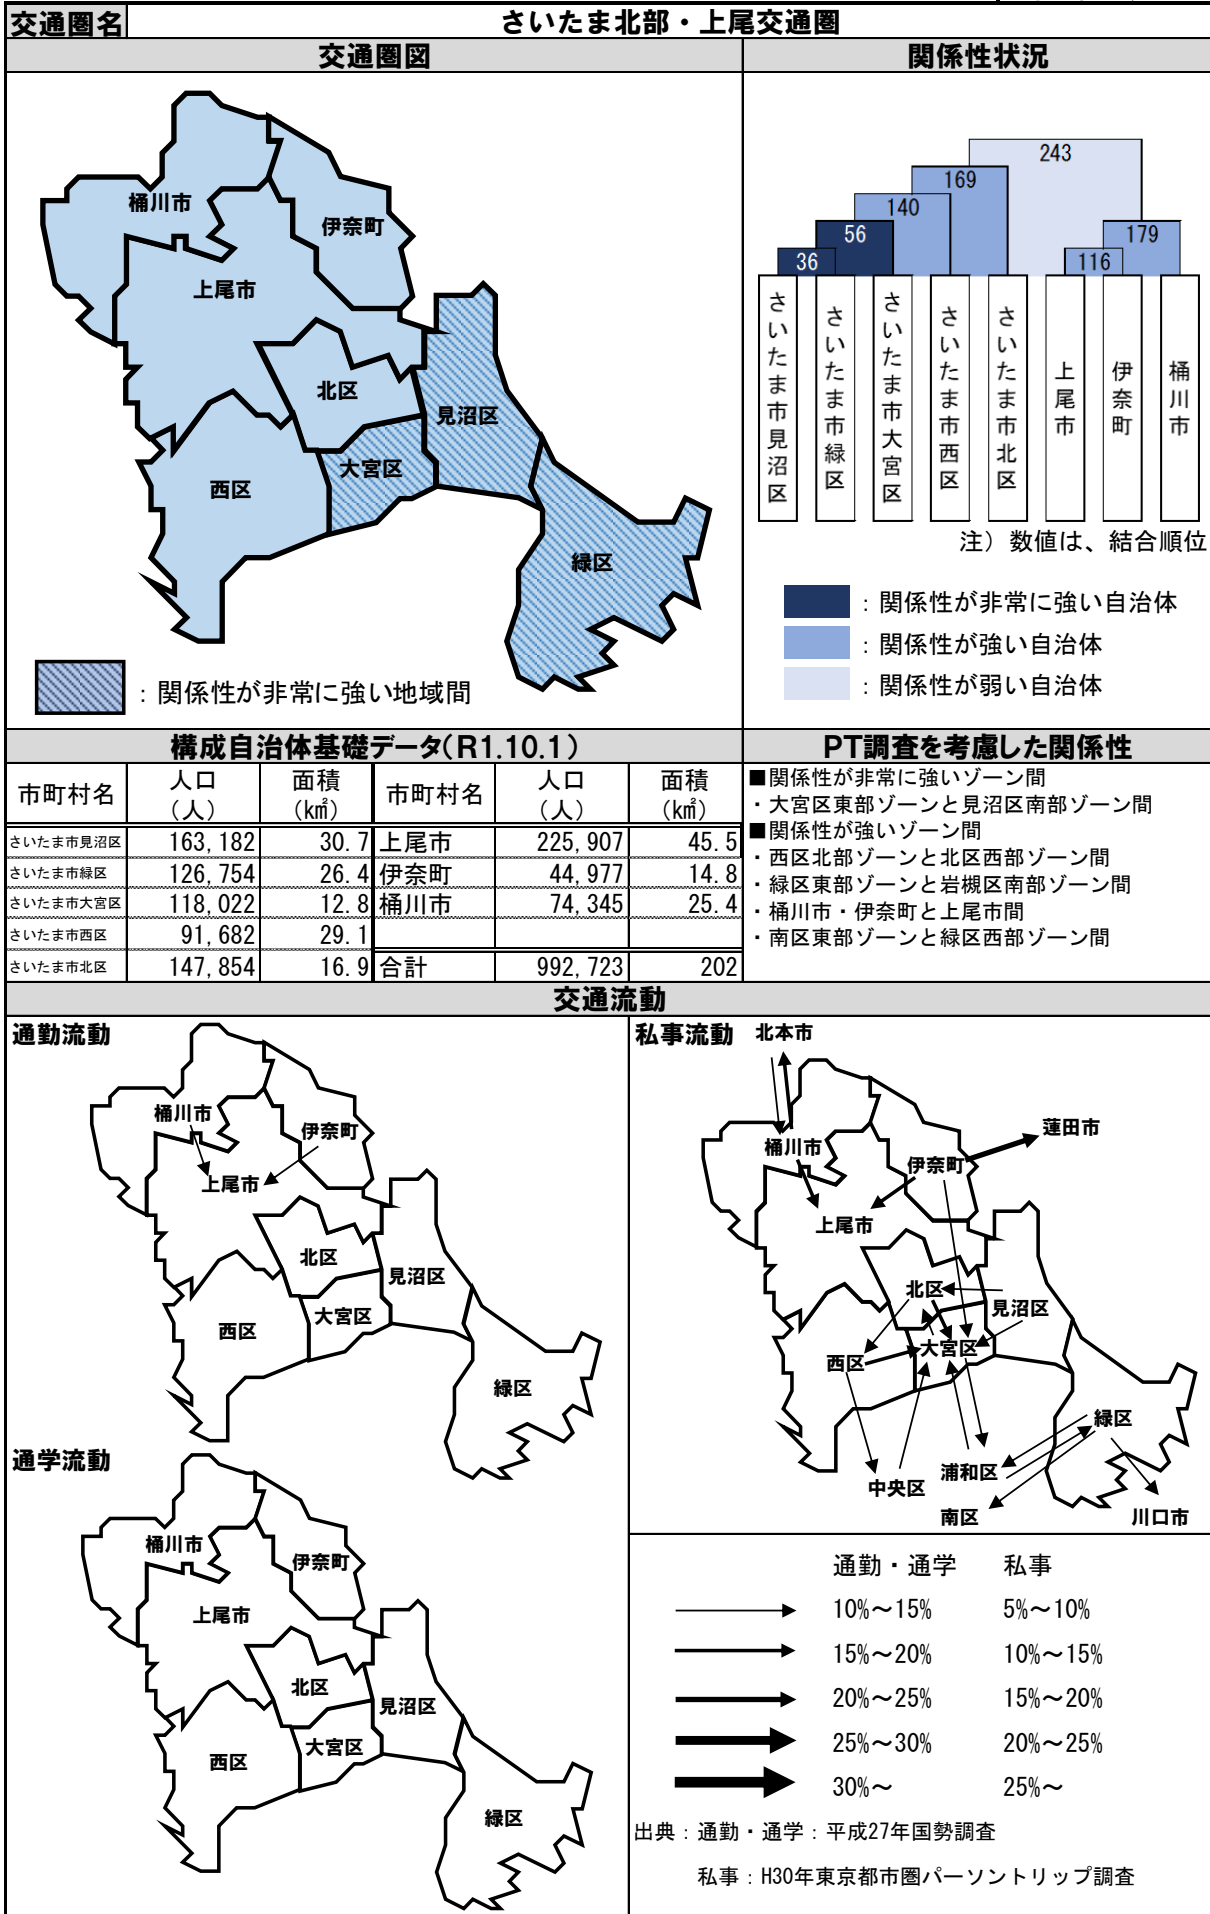 交通圏名 さいたま北部・上尾交通圏
交通圏図
桶川市
伊奈町
上尾市
北区
見沼区
大宮区
西区
緑区
：関係性が非常に強い地域間
関係性状況
243
169
140
56
179
36
116
さいたま市見沼区
さいたま市緑区
さいたま市大宮区
さいたま市西区
さいたま市北区
上尾市
伊奈町
桶川市
注）数値は、結合順位
：関係性が非常に強い自治体
：関係性が強い自治体
：関係性が弱い自治体
構成自治体基礎データ(R1.10.1)
市町村名 人口（人） 面積（㎢） 市町村名 人口（人） 面積（㎢）
さいたま市見沼区 163,182 30.7 上尾市 225,907 45.5
さいたま市緑区 126,754 26.4 伊奈町 44,977 14.8
さいたま市大宮区 118,022 12.8 桶川市 74,345 25.4
さいたま市西区 91,682 29.1
さいたま市北区 147,854 16.9 合計 992,723 202
PT調査を考慮した関係性
■関係性が非常に強いゾーン間
・大宮区東部ゾーンと見沼区南部ゾーン間
■関係性が強いゾーン間
・西区北部ゾーンと北区西部ゾーン間
・緑区東部ゾーンと岩槻区南部ゾーン間
・桶川市・伊奈町と上尾市間
・南区東部ゾーンと緑区西部ゾーン間
交通流動
通勤流動
桶川市
伊奈町
上尾市
北区
見沼区
大宮区
西区
緑区
通学流動
桶川市
伊奈町
上尾市
北区
見沼区
大宮区
西区
緑区
私事流動
北本市
蓮田市
桶川市
伊奈町
上尾市
北区
見沼区
大宮区
西区
緑区
浦和区
中央区
南区
川口市
通勤・通学 私事
10%～15% 5%～10%
15%～20% 10%～15%
20%～25% 15%～20%
25%～30% 20%～25%
30%～ 25%～
出典：通勤・通学：平成27年国勢調査
私事：H30年東京都市圏パーソントリップ調査